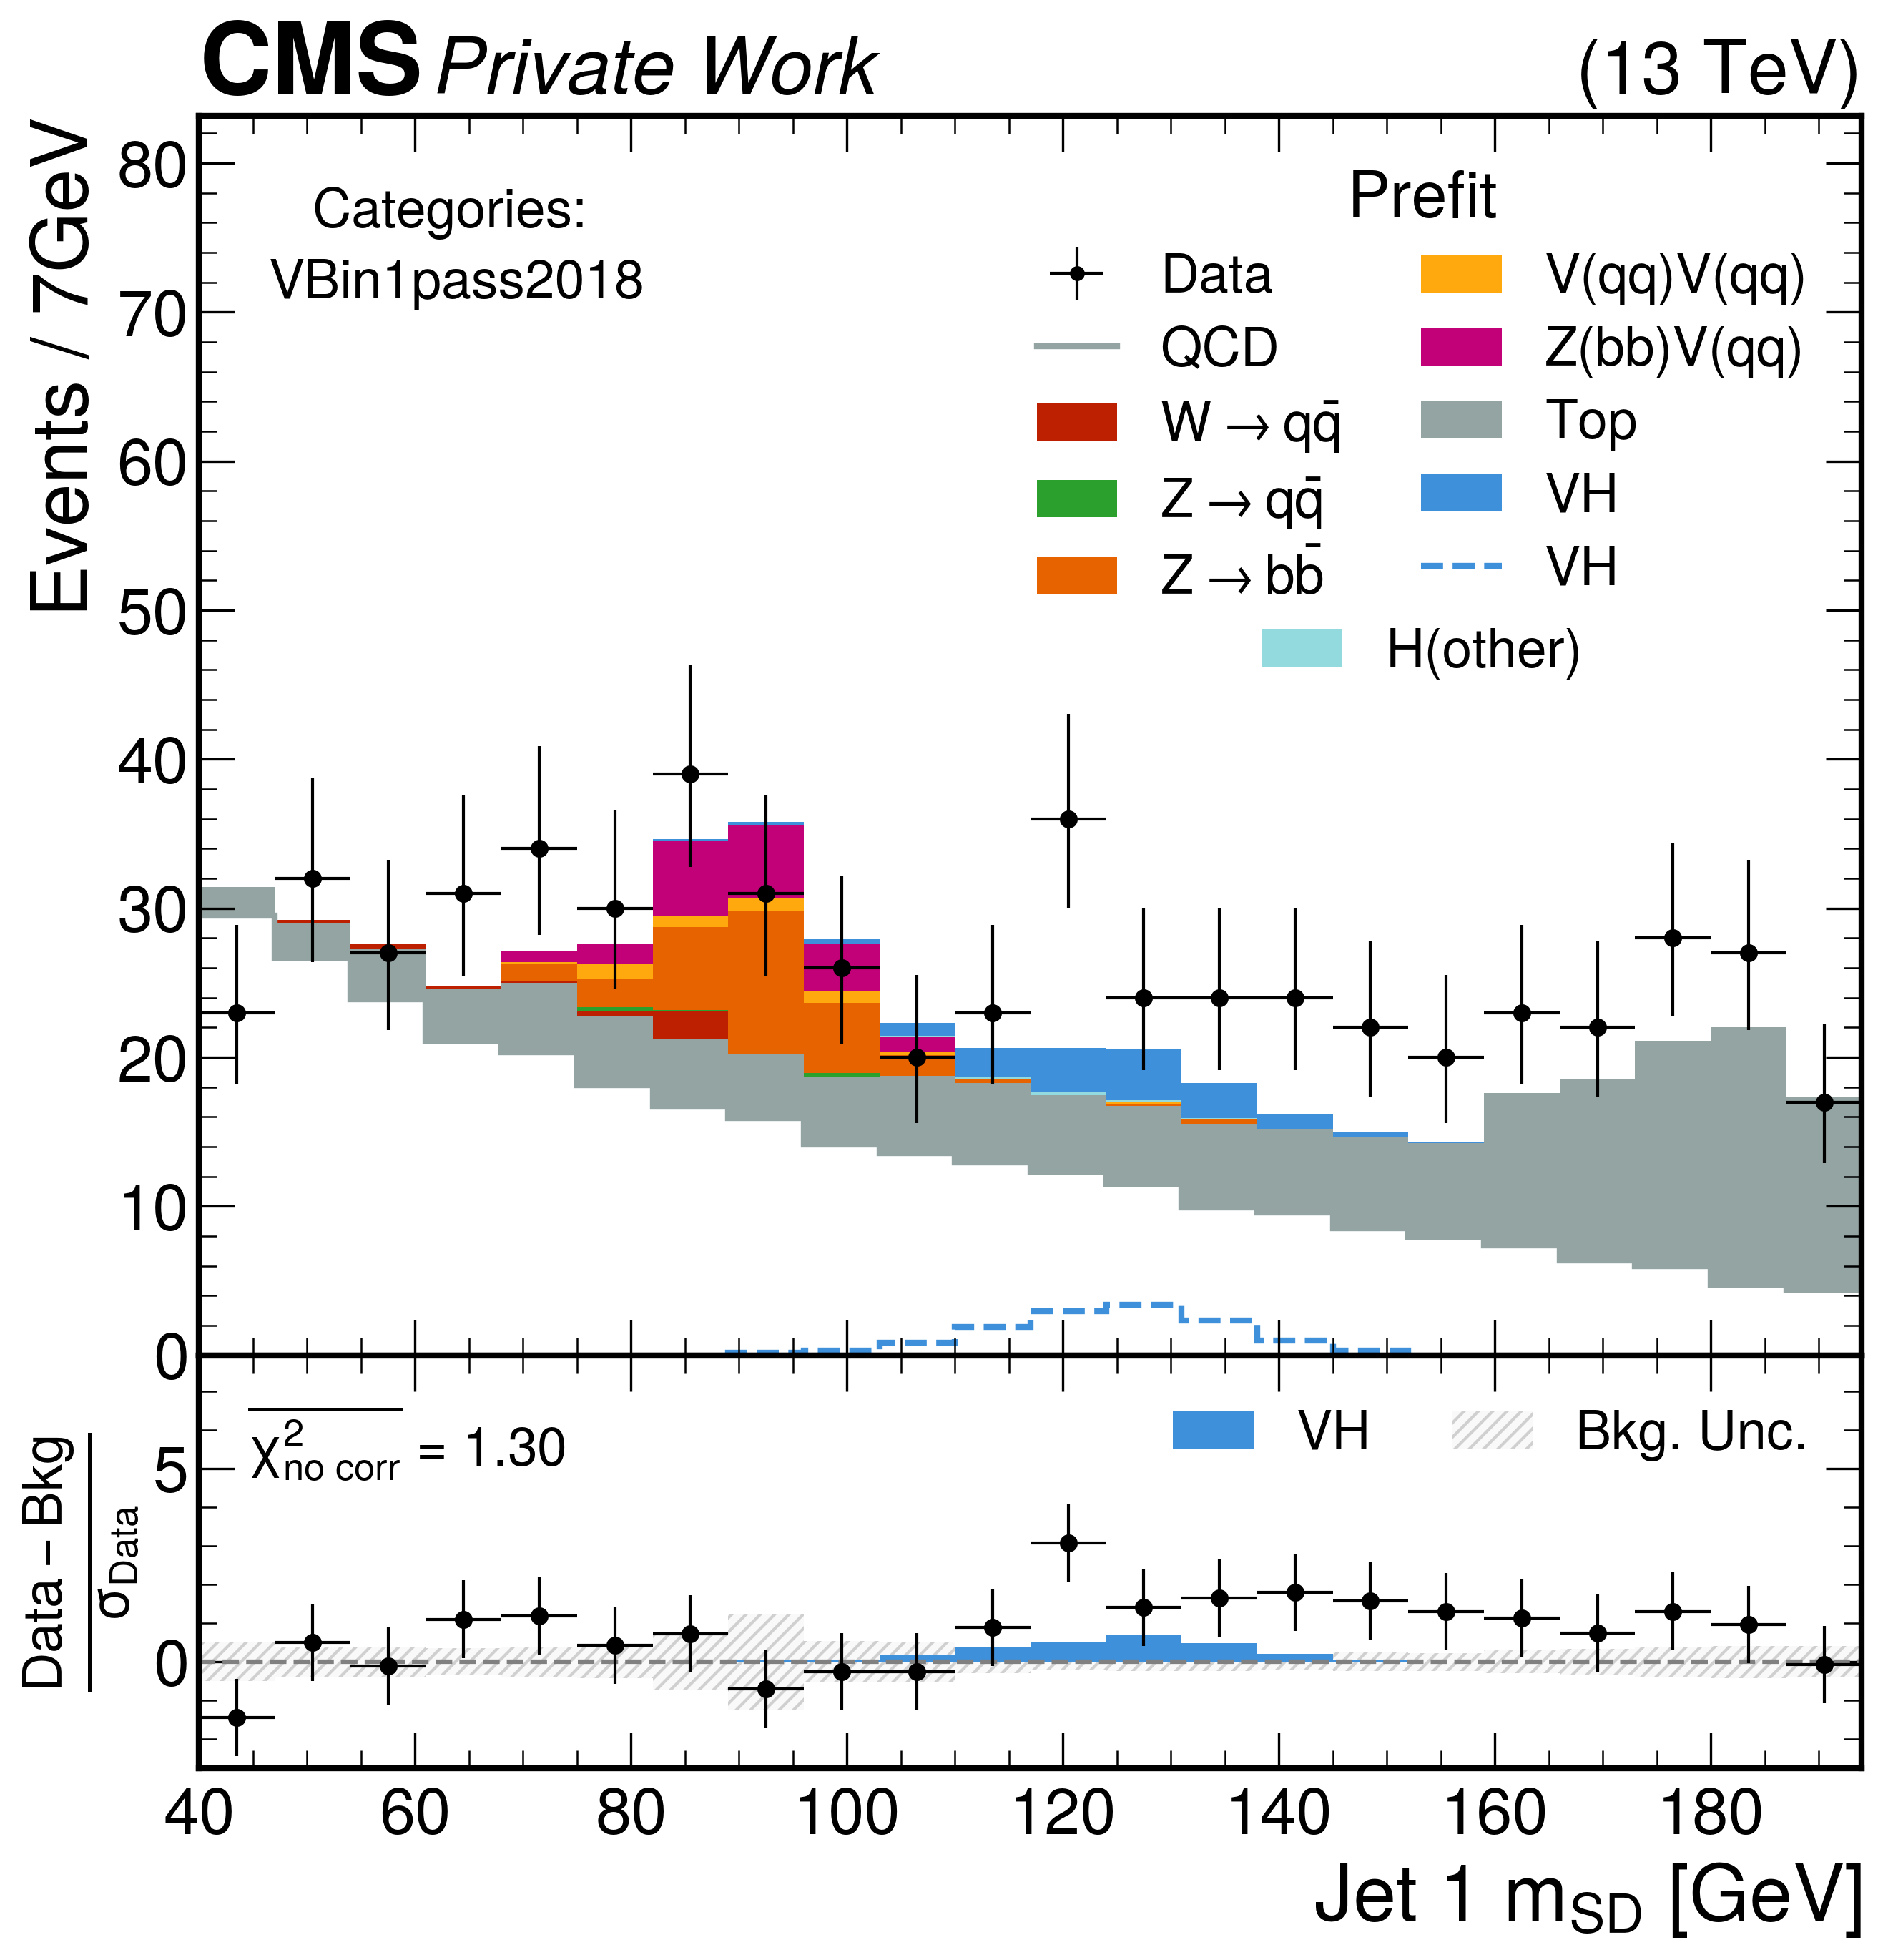 CMS Private Work (13 TeV)
Events / 7GeV
80
70
60
50
40
30
20
10
0
Categories:
VBin1pass2018
Prefit
Data
QCD
W → qq̄
Z → qq̄
Z → bb̄
V(qq)V(qq)
Z(bb)V(qq)
Top
VH
VH
H(other)
Data − Bkg
σData
5
0
χ²no corr = 1.30
VH
Bkg. Unc.
40 60 80 100 120 140 160 180
Jet 1 mSD [GeV]